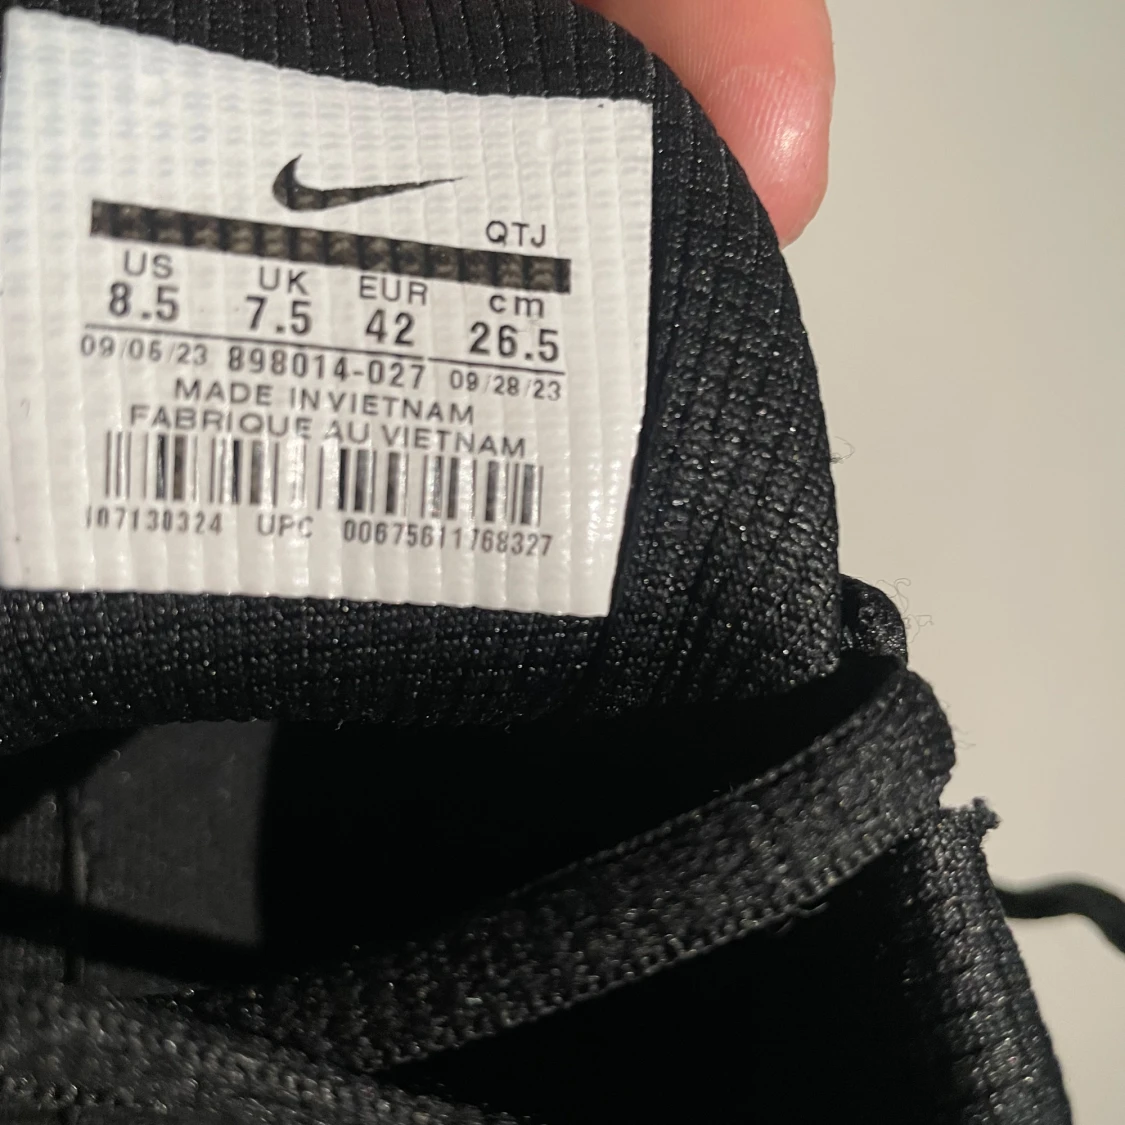 QTJ
US UK EUR cm
8.5 7.5 42 26.5
09/06/23 898014-027 09/28/23
MADE IN VIETNAM
FABRIQUE AU VIETNAM
107130324 UPC 00675611768327